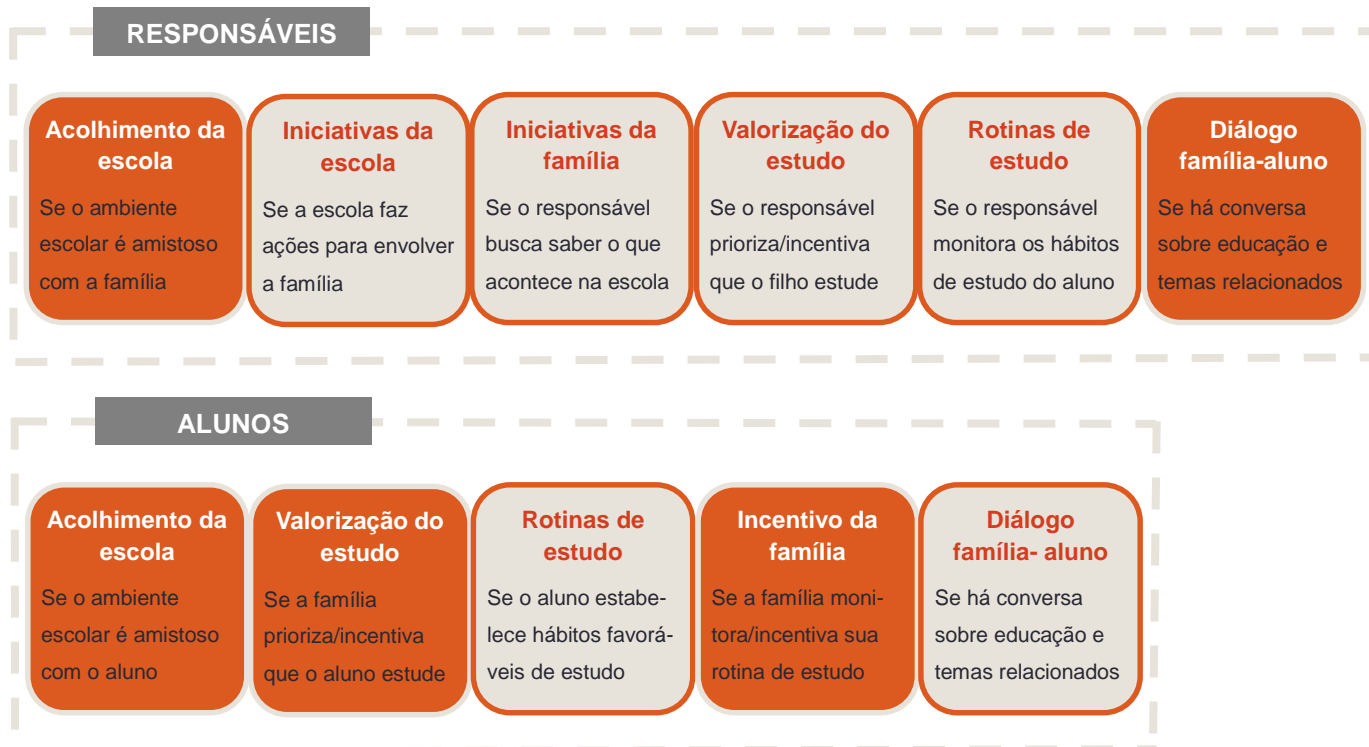 RESPONSÁVEIS
Acolhimento da
escola
Se o ambiente
escolar é amistoso
com a família
Iniciativas da
escola
Se a escola faz
ações para envolver
a família
Iniciativas da
família
Se o responsável
busca saber o que
acontece na escola
Valorização do
estudo
Se o responsável
prioriza/incentiva
que o filho estude
Rotinas de
estudo
Se o responsável
monitora os hábitos
de estudo do aluno
Diálogo
família-aluno
Se há conversa
sobre educação e
temas relacionados
ALUNOS
Acolhimento da
escola
Se o ambiente
escolar é amistoso
com o aluno
Valorização do
estudo
Se a família
prioriza/incentiva
que o aluno estude
Rotinas de
estudo
Se o aluno estabe-
lece hábitos favorá-
veis de estudo
Incentivo da
família
Se a família moni-
tora/incentiva sua
rotina de estudo
Diálogo
família- aluno
Se há conversa
sobre educação e
temas relacionados